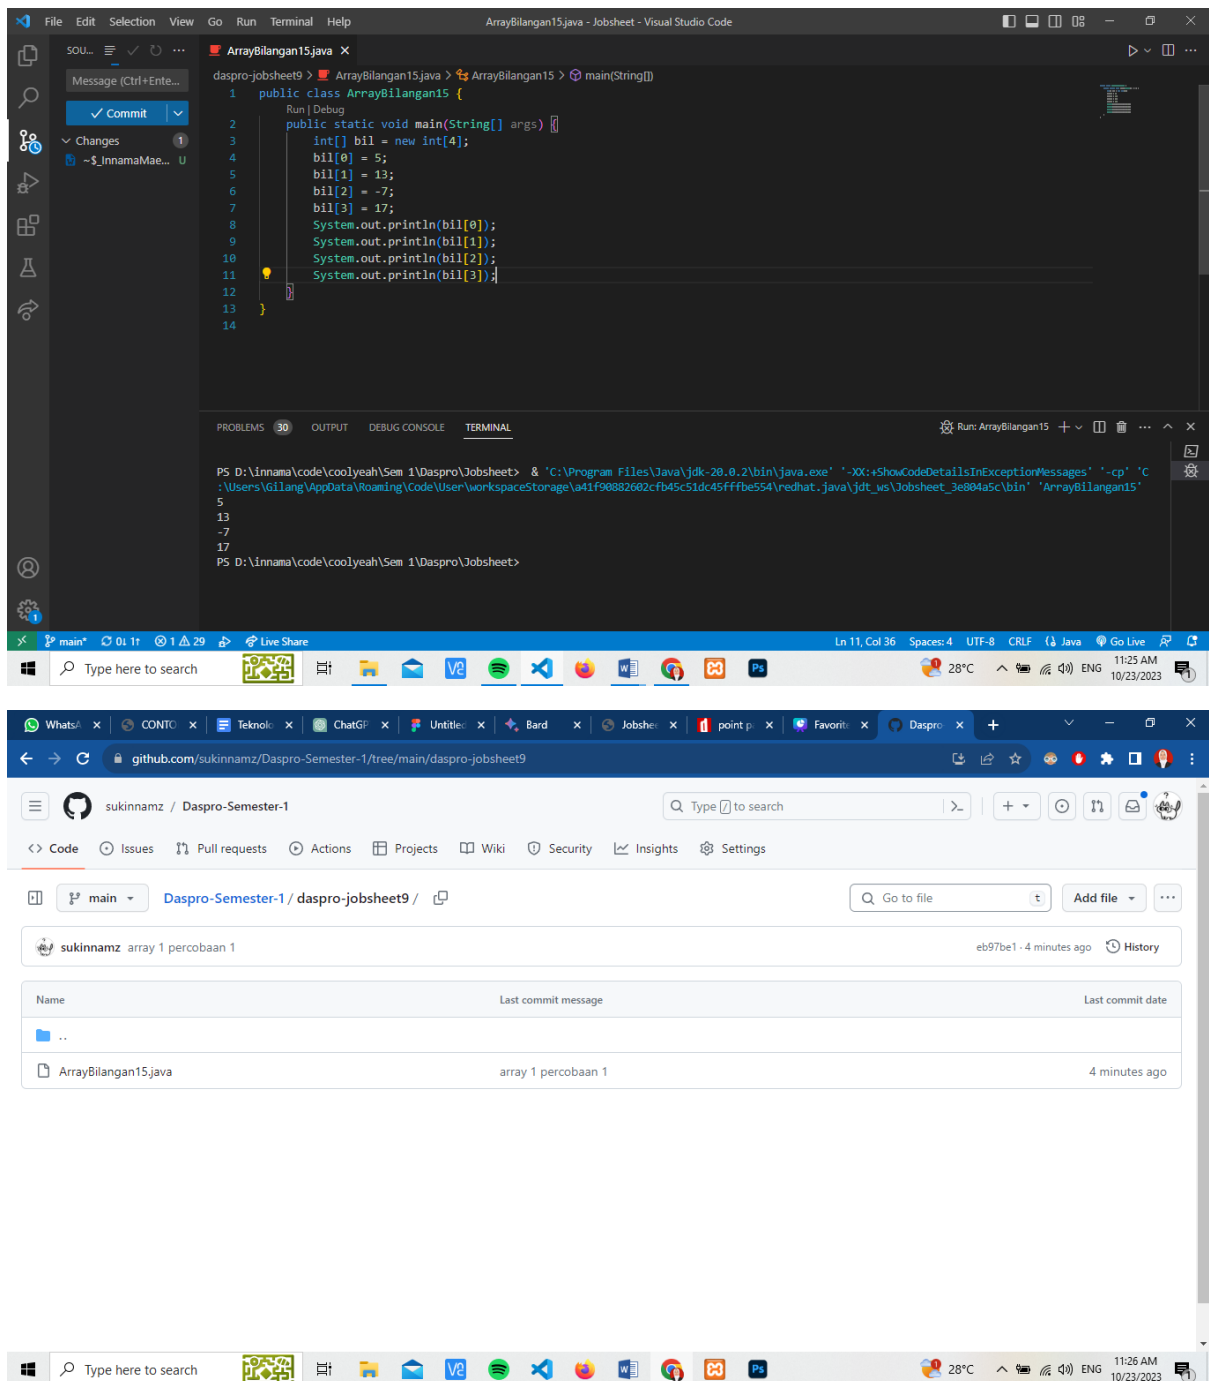 File Edit Selection View Go Run Terminal Help ArrayBilangan15.java - Jobsheet - Visual Studio Code
SOU... ArrayBilangan15.java
daspro-jobsheet9 > ArrayBilangan15.java > ArrayBilangan15 > main(String[])
Message (Ctrl+Ente...
Commit
Changes 1
~$_InnamaMae... U
1 public class ArrayBilangan15 {
Run | Debug
2 public static void main(String[] args) {
3 int[] bil = new int[4];
4 bil[0] = 5;
5 bil[1] = 13;
6 bil[2] = -7;
7 bil[3] = 17;
8 System.out.println(bil[0]);
9 System.out.println(bil[1]);
10 System.out.println(bil[2]);
11 System.out.println(bil[3]);
12 }
13 }
14
PROBLEMS 30 OUTPUT DEBUG CONSOLE TERMINAL Run: ArrayBilangan15
PS D:\innama\code\coolyeah\Sem 1\Daspro\Jobsheet> & 'C:\Program Files\Java\jdk-20.0.2\bin\java.exe' '-XX:+ShowCodeDetailsInExceptionMessages' '-cp' 'C
:\Users\Gilang\AppData\Roaming\Code\User\workspaceStorage\a41f90882602cfb45c51dc45fffbe554\redhat.java\jdt_ws\Jobsheet_3e804a5c\bin' 'ArrayBilangan15'
5
13
-7
17
PS D:\innama\code\coolyeah\Sem 1\Daspro\Jobsheet>
main* 0↓ 1↑ 1 29 Live Share Ln 11, Col 36 Spaces: 4 UTF-8 CRLF Java Go Live
Type here to search 28°C ENG 11:25 AM
10/23/2023
WhatsA CONTO Teknolo ChatGP Untitled Bard Jobshee point p Favorite Daspro
github.com/sukinnamz/Daspro-Semester-1/tree/main/daspro-jobsheet9
sukinnamz / Daspro-Semester-1 Type / to search
Code Issues Pull requests Actions Projects Wiki Security Insights Settings
main Daspro-Semester-1 / daspro-jobsheet9 / Go to file t Add file
sukinnamz array 1 percobaan 1 eb97be1 · 4 minutes ago History
Name Last commit message Last commit date
..
ArrayBilangan15.java array 1 percobaan 1 4 minutes ago
Type here to search 28°C ENG 11:26 AM
10/23/2023